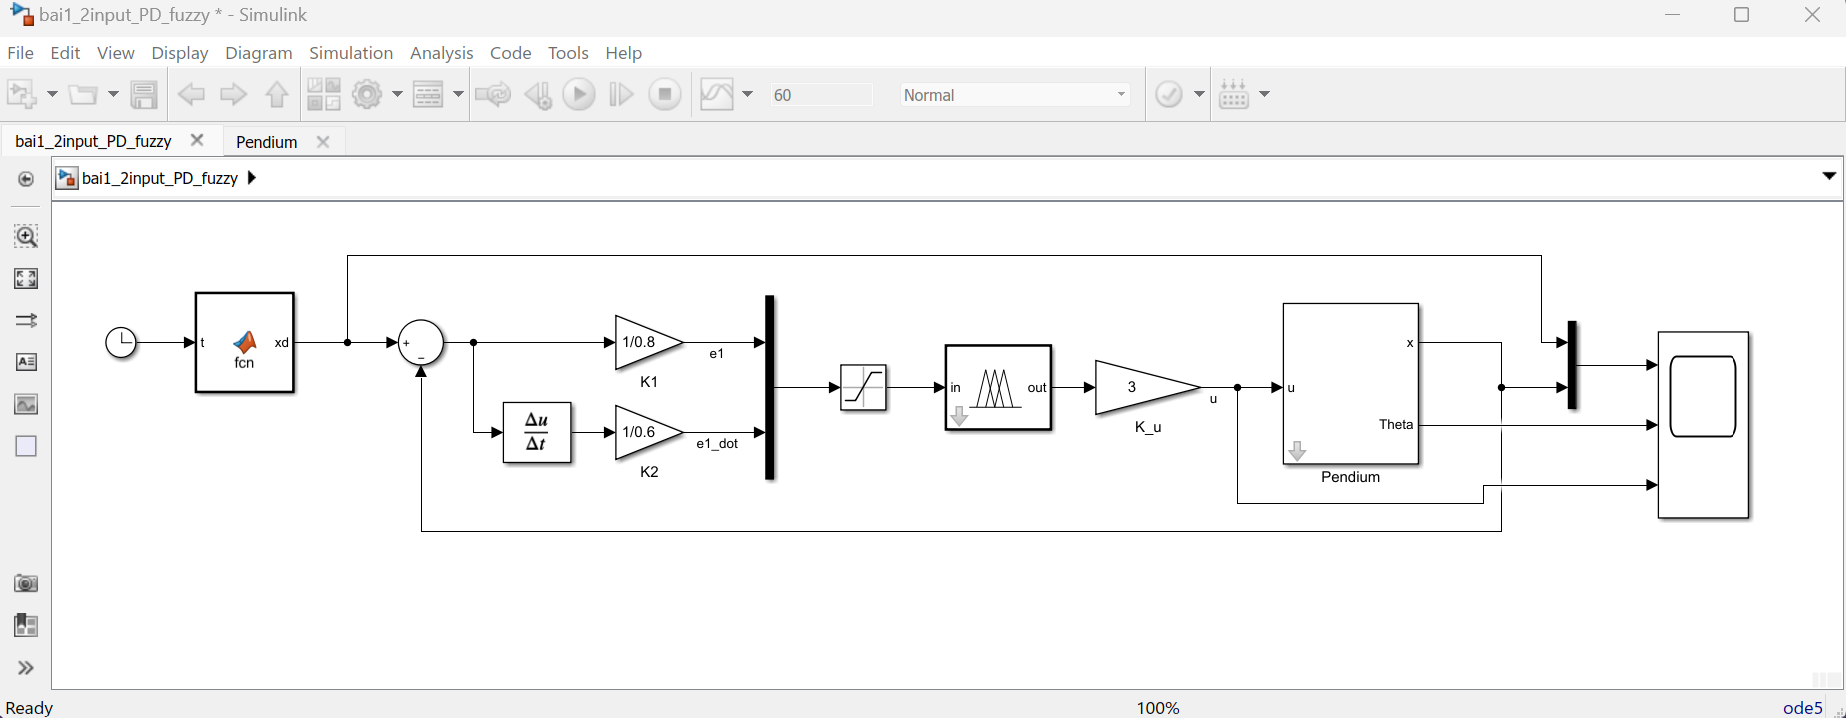 bai1_2input_PD_fuzzy * - Simulink
File Edit View Display Diagram Simulation Analysis Code Tools Help
60 Normal
bai1_2input_PD_fuzzy Pendium
bai1_2input_PD_fuzzy
t fcn xd
+
−
1/0.8
K1
e1
Δu
Δt
1/0.6
K2
e1_dot
in out
3
K_u
u
u
x
Theta
Pendium
Ready 100% ode5